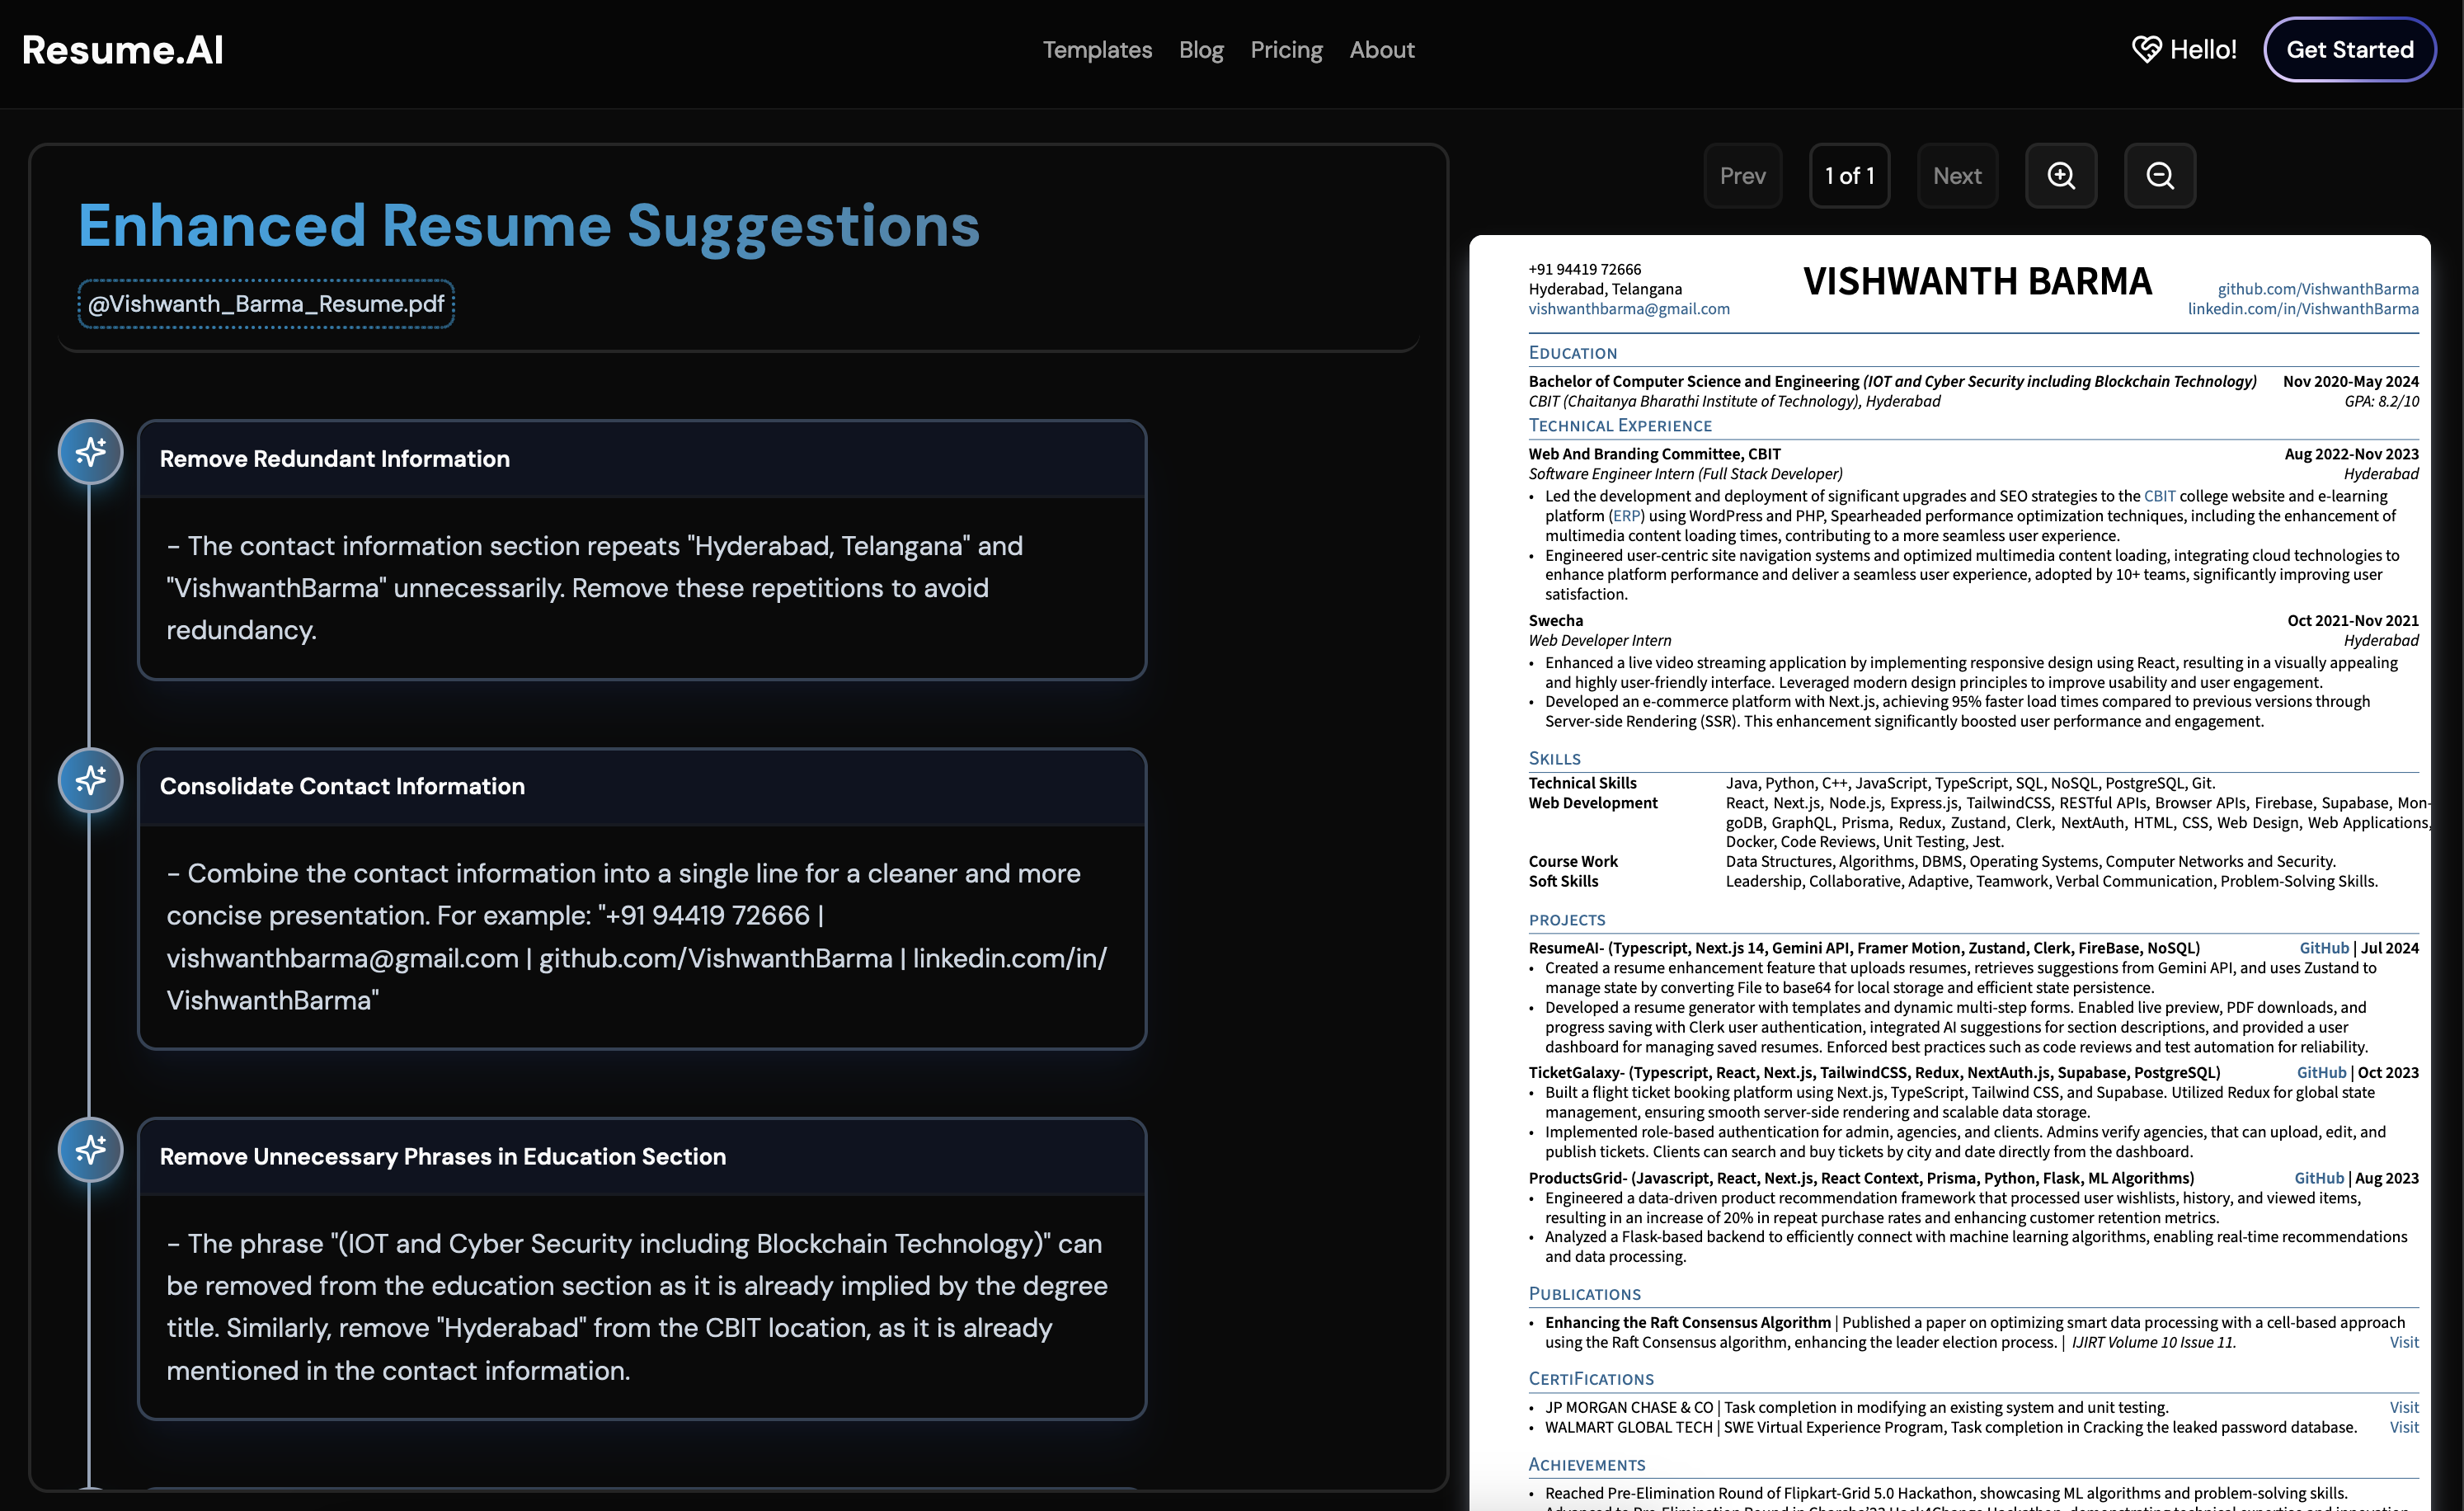 Resume.AI
Templates Blog Pricing About
Hello!
Get Started
Enhanced Resume Suggestions
@Vishwanth_Barma_Resume.pdf
Remove Redundant Information
- The contact information section repeats "Hyderabad, Telangana" and
"VishwanthBarma" unnecessarily. Remove these repetitions to avoid
redundancy.
Consolidate Contact Information
- Combine the contact information into a single line for a cleaner and more
concise presentation. For example: "+91 94419 72666 |
vishwanthbarma@gmail.com | github.com/VishwanthBarma | linkedin.com/in/
VishwanthBarma"
Remove Unnecessary Phrases in Education Section
- The phrase "(IOT and Cyber Security including Blockchain Technology)" can
be removed from the education section as it is already implied by the degree
title. Similarly, remove "Hyderabad" from the CBIT location, as it is already
mentioned in the contact information.
Prev 1 of 1 Next
+91 94419 72666
Hyderabad, Telangana
vishwanthbarma@gmail.com
VISHWANTH BARMA
github.com/VishwanthBarma
linkedin.com/in/VishwanthBarma
EDUCATION
Bachelor of Computer Science and Engineering (IOT and Cyber Security including Blockchain Technology) Nov 2020-May 2024
CBIT (Chaitanya Bharathi Institute of Technology), Hyderabad GPA: 8.2/10
TECHNICAL EXPERIENCE
Web And Branding Committee, CBIT Aug 2022-Nov 2023
Software Engineer Intern (Full Stack Developer) Hyderabad
• Led the development and deployment of significant upgrades and SEO strategies to the CBIT college website and e-learning
platform (ERP) using WordPress and PHP, Spearheaded performance optimization techniques, including the enhancement of
multimedia content loading times, contributing to a more seamless user experience.
• Engineered user-centric site navigation systems and optimized multimedia content loading, integrating cloud technologies to
enhance platform performance and deliver a seamless user experience, adopted by 10+ teams, significantly improving user
satisfaction.
Swecha Oct 2021-Nov 2021
Web Developer Intern Hyderabad
• Enhanced a live video streaming application by implementing responsive design using React, resulting in a visually appealing
and highly user-friendly interface. Leveraged modern design principles to improve usability and user engagement.
• Developed an e-commerce platform with Next.js, achieving 95% faster load times compared to previous versions through
Server-side Rendering (SSR). This enhancement significantly boosted user performance and engagement.
SKILLS
Technical Skills Java, Python, C++, JavaScript, TypeScript, SQL, NoSQL, PostgreSQL, Git.
Web Development React, Next.js, Node.js, Express.js, TailwindCSS, RESTful APIs, Browser APIs, Firebase, Supabase, Mon-
goDB, GraphQL, Prisma, Redux, Zustand, Clerk, NextAuth, HTML, CSS, Web Design, Web Applications,
Docker, Code Reviews, Unit Testing, Jest.
Course Work Data Structures, Algorithms, DBMS, Operating Systems, Computer Networks and Security.
Soft Skills Leadership, Collaborative, Adaptive, Teamwork, Verbal Communication, Problem-Solving Skills.
PROJECTS
ResumeAI- (Typescript, Next.js 14, Gemini API, Framer Motion, Zustand, Clerk, FireBase, NoSQL) GitHub | Jul 2024
• Created a resume enhancement feature that uploads resumes, retrieves suggestions from Gemini API, and uses Zustand to
manage state by converting File to base64 for local storage and efficient state persistence.
• Developed a resume generator with templates and dynamic multi-step forms. Enabled live preview, PDF downloads, and
progress saving with Clerk user authentication, integrated AI suggestions for section descriptions, and provided a user
dashboard for managing saved resumes. Enforced best practices such as code reviews and test automation for reliability.
TicketGalaxy- (Typescript, React, Next.js, TailwindCSS, Redux, NextAuth.js, Supabase, PostgreSQL) GitHub | Oct 2023
• Built a flight ticket booking platform using Next.js, TypeScript, Tailwind CSS, and Supabase. Utilized Redux for global state
management, ensuring smooth server-side rendering and scalable data storage.
• Implemented role-based authentication for admin, agencies, and clients. Admins verify agencies, that can upload, edit, and
publish tickets. Clients can search and buy tickets by city and date directly from the dashboard.
ProductsGrid- (Javascript, React, Next.js, React Context, Prisma, Python, Flask, ML Algorithms) GitHub | Aug 2023
• Engineered a data-driven product recommendation framework that processed user wishlists, history, and viewed items,
resulting in an increase of 20% in repeat purchase rates and enhancing customer retention metrics.
• Analyzed a Flask-based backend to efficiently connect with machine learning algorithms, enabling real-time recommendations
and data processing.
PUBLICATIONS
• Enhancing the Raft Consensus Algorithm | Published a paper on optimizing smart data processing with a cell-based approach
using the Raft Consensus algorithm, enhancing the leader election process. | IJIRT Volume 10 Issue 11. Visit
CERTIFICATIONS
• JP MORGAN CHASE & CO | Task completion in modifying an existing system and unit testing. Visit
• WALMART GLOBAL TECH | SWE Virtual Experience Program, Task completion in Cracking the leaked password database. Visit
ACHIEVEMENTS
• Reached Pre-Elimination Round of Flipkart-Grid 5.0 Hackathon, showcasing ML algorithms and problem-solving skills.